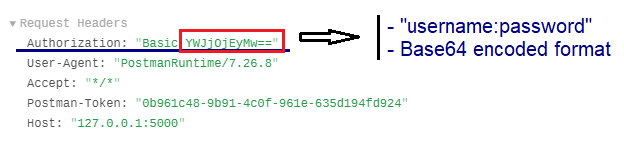 Request Headers
Authorization: "Basic YWJjOjEyMw=="
User-Agent: "PostmanRuntime/7.26.8"
Accept: "*/*"
Postman-Token: "0b961c48-9b91-4c0f-961e-635d194fd924"
Host: "127.0.0.1:5000"
- "username:password"
- Base64 encoded format